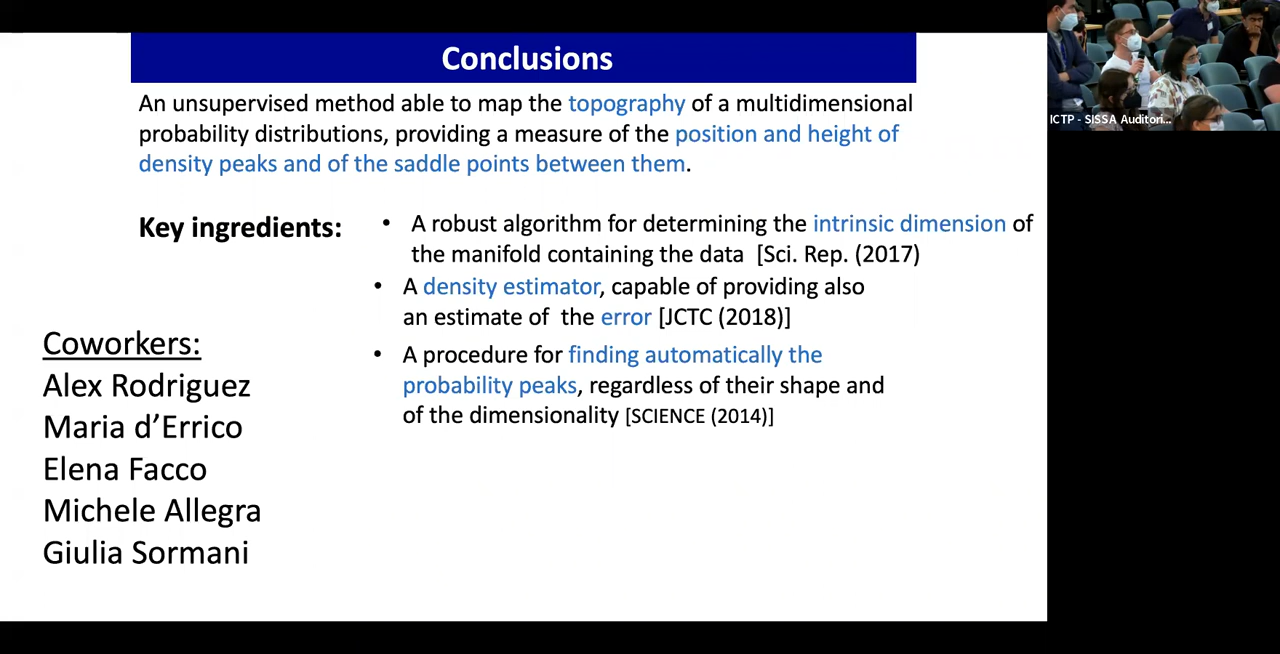 Conclusions
An unsupervised method able to map the topography of a multidimensional
probability distributions, providing a measure of the position and height of
density peaks and of the saddle points between them.
Key ingredients:
• A robust algorithm for determining the intrinsic dimension of
the manifold containing the data [Sci. Rep. (2017)
• A density estimator, capable of providing also
an estimate of the error [JCTC (2018)]
• A procedure for finding automatically the
probability peaks, regardless of their shape and
of the dimensionality [SCIENCE (2014)]
Coworkers:
Alex Rodriguez
Maria d’Errico
Elena Facco
Michele Allegra
Giulia Sormani
ICTP - SISSA Auditori...